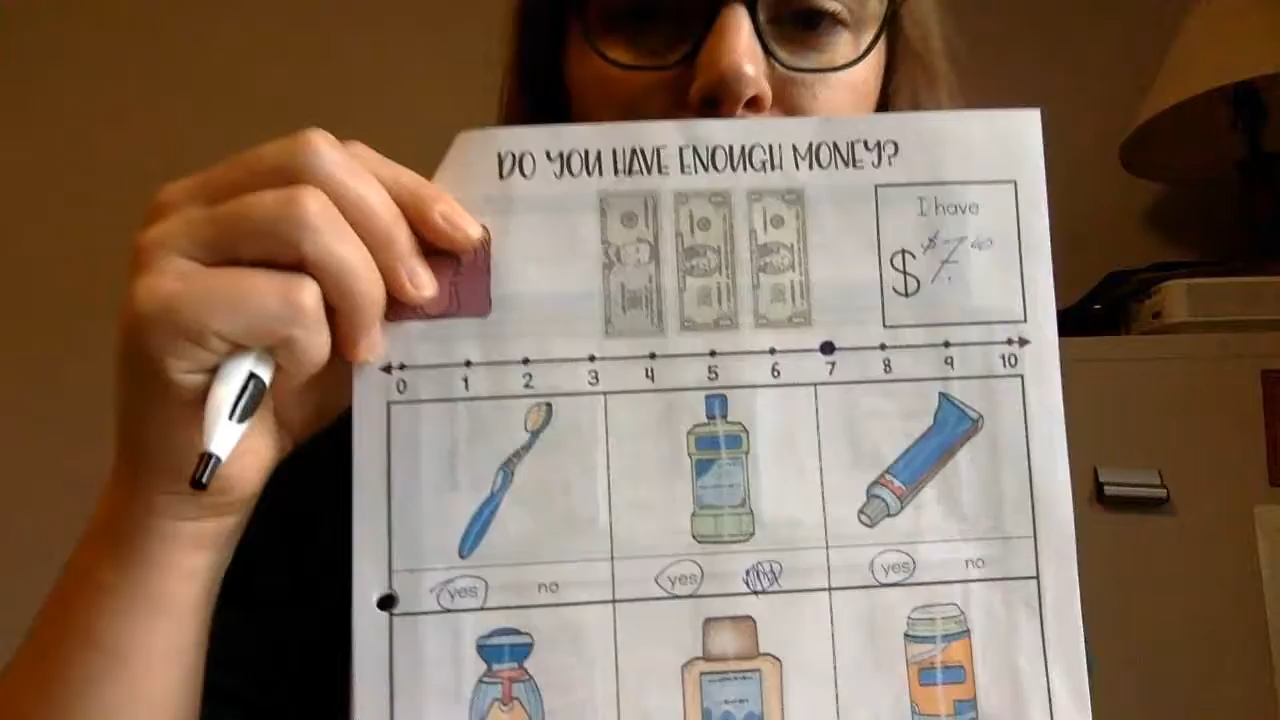 DO YOU HAVE ENOUGH MONEY?
I have
$ $7.00
0 1 2 3 4 5 6 7 8 9 10
yes no yes yes no